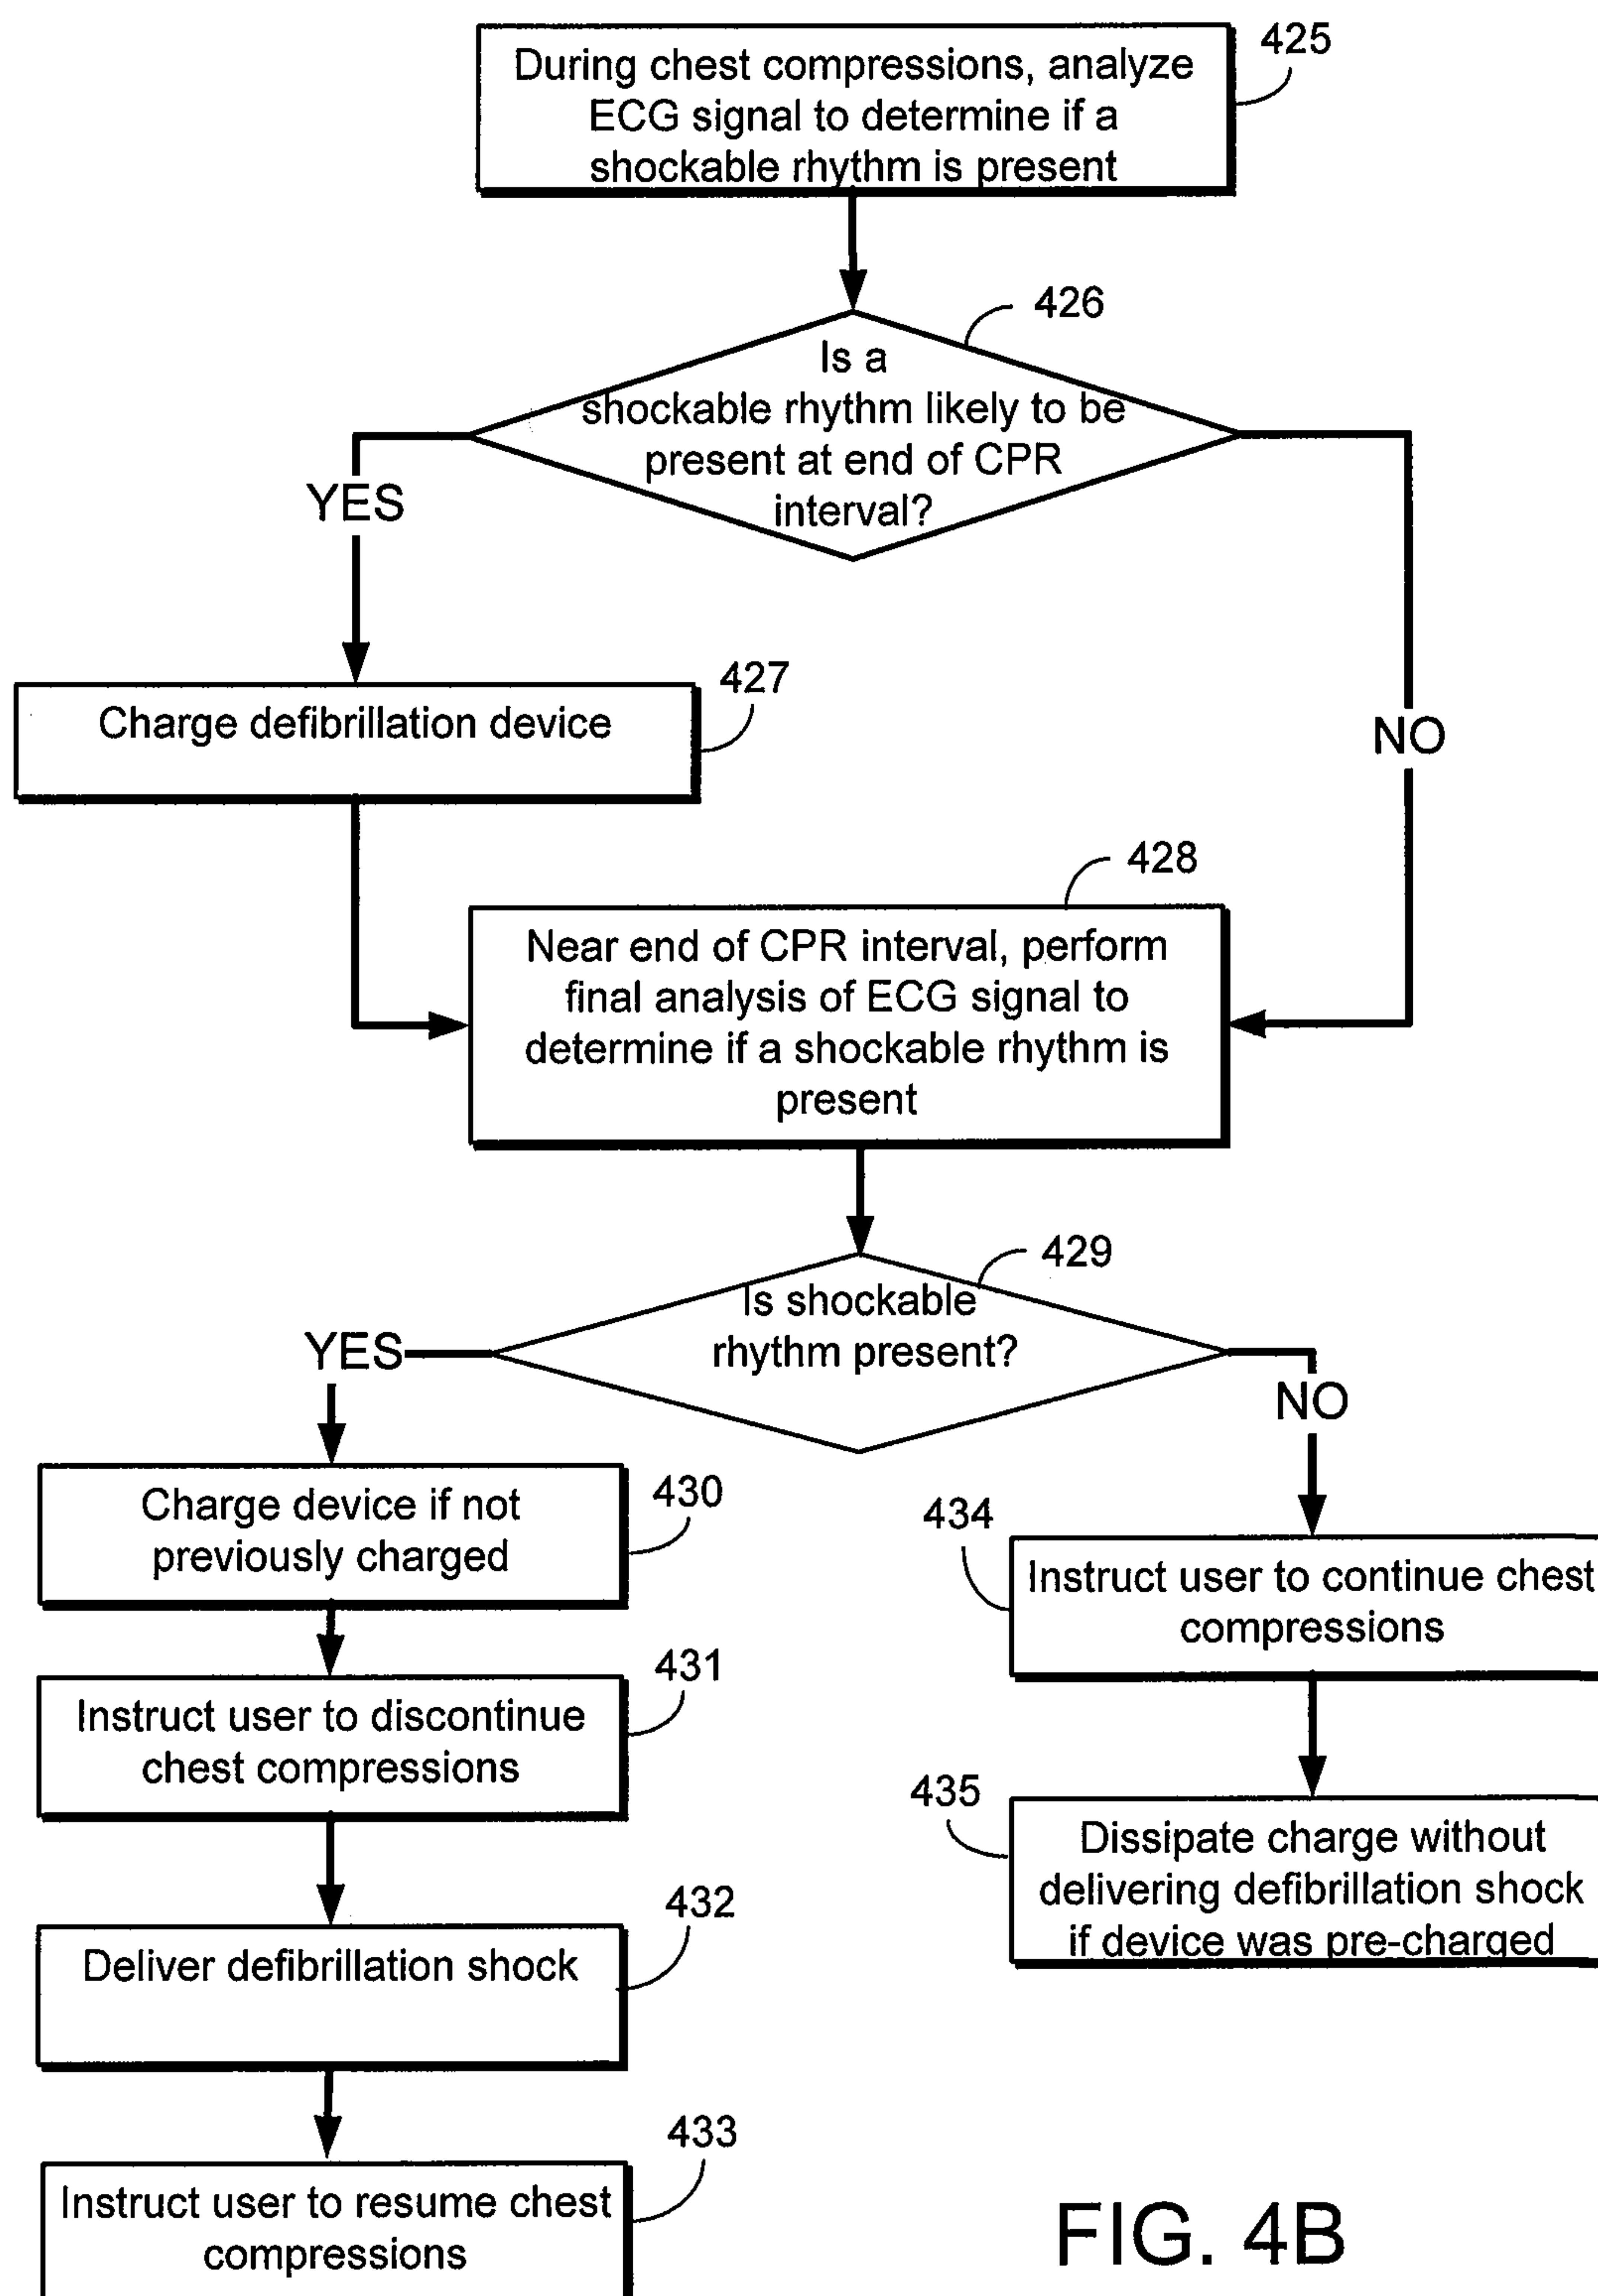 425
During chest compressions, analyze
ECG signal to determine if a
shockable rhythm is present
426
Is a
shockable rhythm likely to be
present at end of CPR
interval?
YES
NO
427
Charge defibrillation device
428
Near end of CPR interval, perform
final analysis of ECG signal to
determine if a shockable rhythm is
present
429
Is shockable
rhythm present?
YES
NO
430
Charge device if not
previously charged
434
Instruct user to continue chest
compressions
431
Instruct user to discontinue
chest compressions
435
Dissipate charge without
delivering defibrillation shock
if device was pre-charged
432
Deliver defibrillation shock
433
Instruct user to resume chest
compressions
FIG. 4B